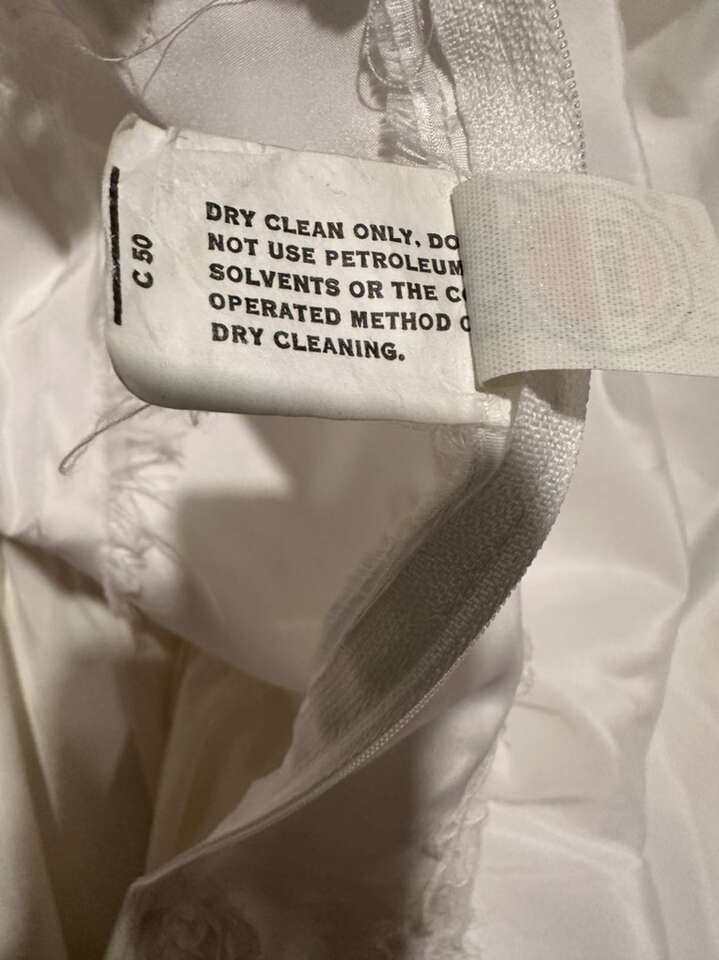 DRY CLEAN ONLY, DO
NOT USE PETROLEUM
SOLVENTS OR THE
OPERATED METHOD
DRY CLEANING.
C 50